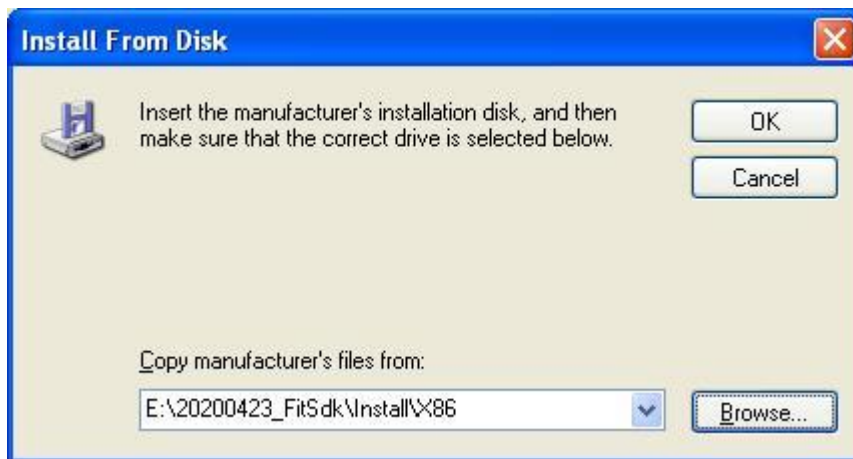 Install From Disk
Insert the manufacturer's installation disk, and then
make sure that the correct drive is selected below.
OK
Cancel
Copy manufacturer's files from:
E:\20200423_FitSdk\Install\X86
Browse...